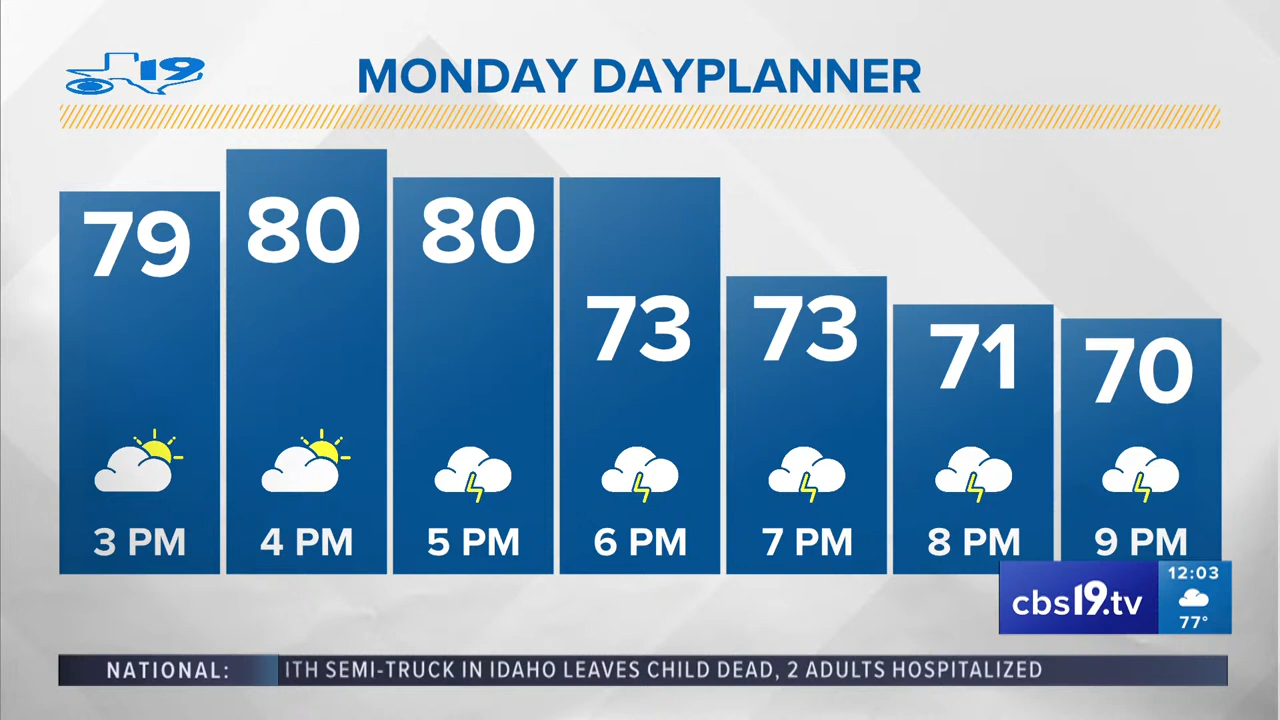 19
MONDAY DAYPLANNER
79
80
80
73
73
71
70
3 PM
4 PM
5 PM
6 PM
7 PM
8 PM
9 PM
cbs19.tv
12:03
77°
NATIONAL:
ITH SEMI-TRUCK IN IDAHO LEAVES CHILD DEAD, 2 ADULTS HOSPITALIZED